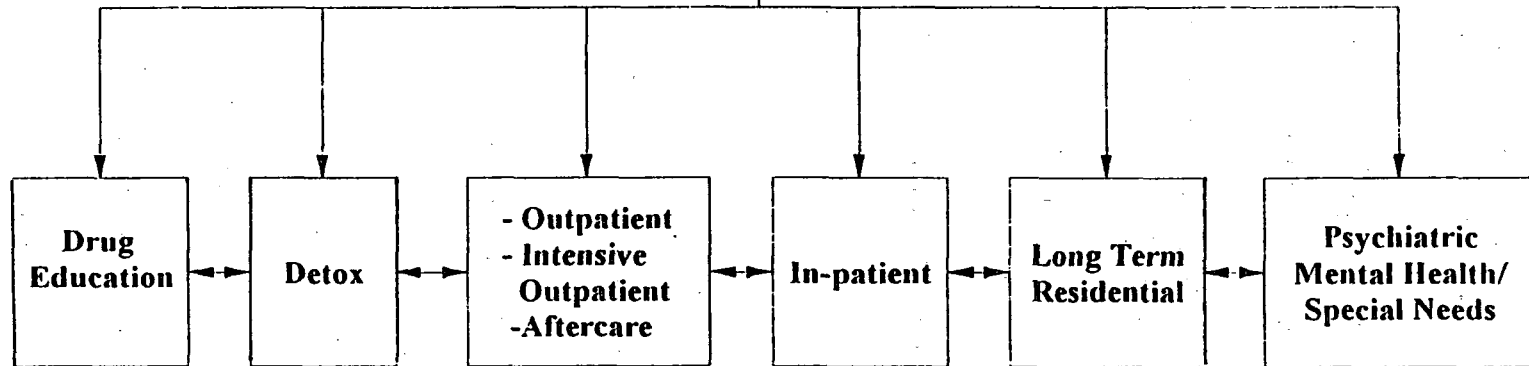 Drug
Education
Detox
- Outpatient
- Intensive
Outpatient
-Aftercare
In-patient
Long Term
Residential
Psychiatric
Mental Health/
Special Needs